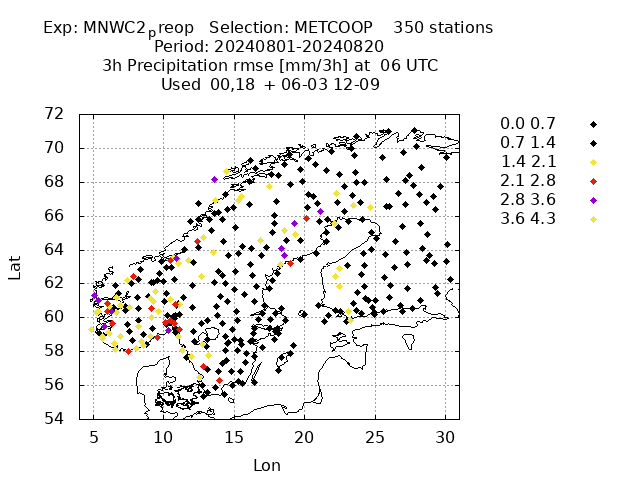 Exp: MNWC2preop Selection: METCOOP 350 stations
Period: 20240801-20240820
3h Precipitation rmse [mm/3h] at 06 UTC
Used 00,18 + 06-03 12-09
72
70
68
66
64
62
60
58
56
54
Lat
5 10 15 20 25 30
Lon
0.0 0.7
0.7 1.4
1.4 2.1
2.1 2.8
2.8 3.6
3.6 4.3